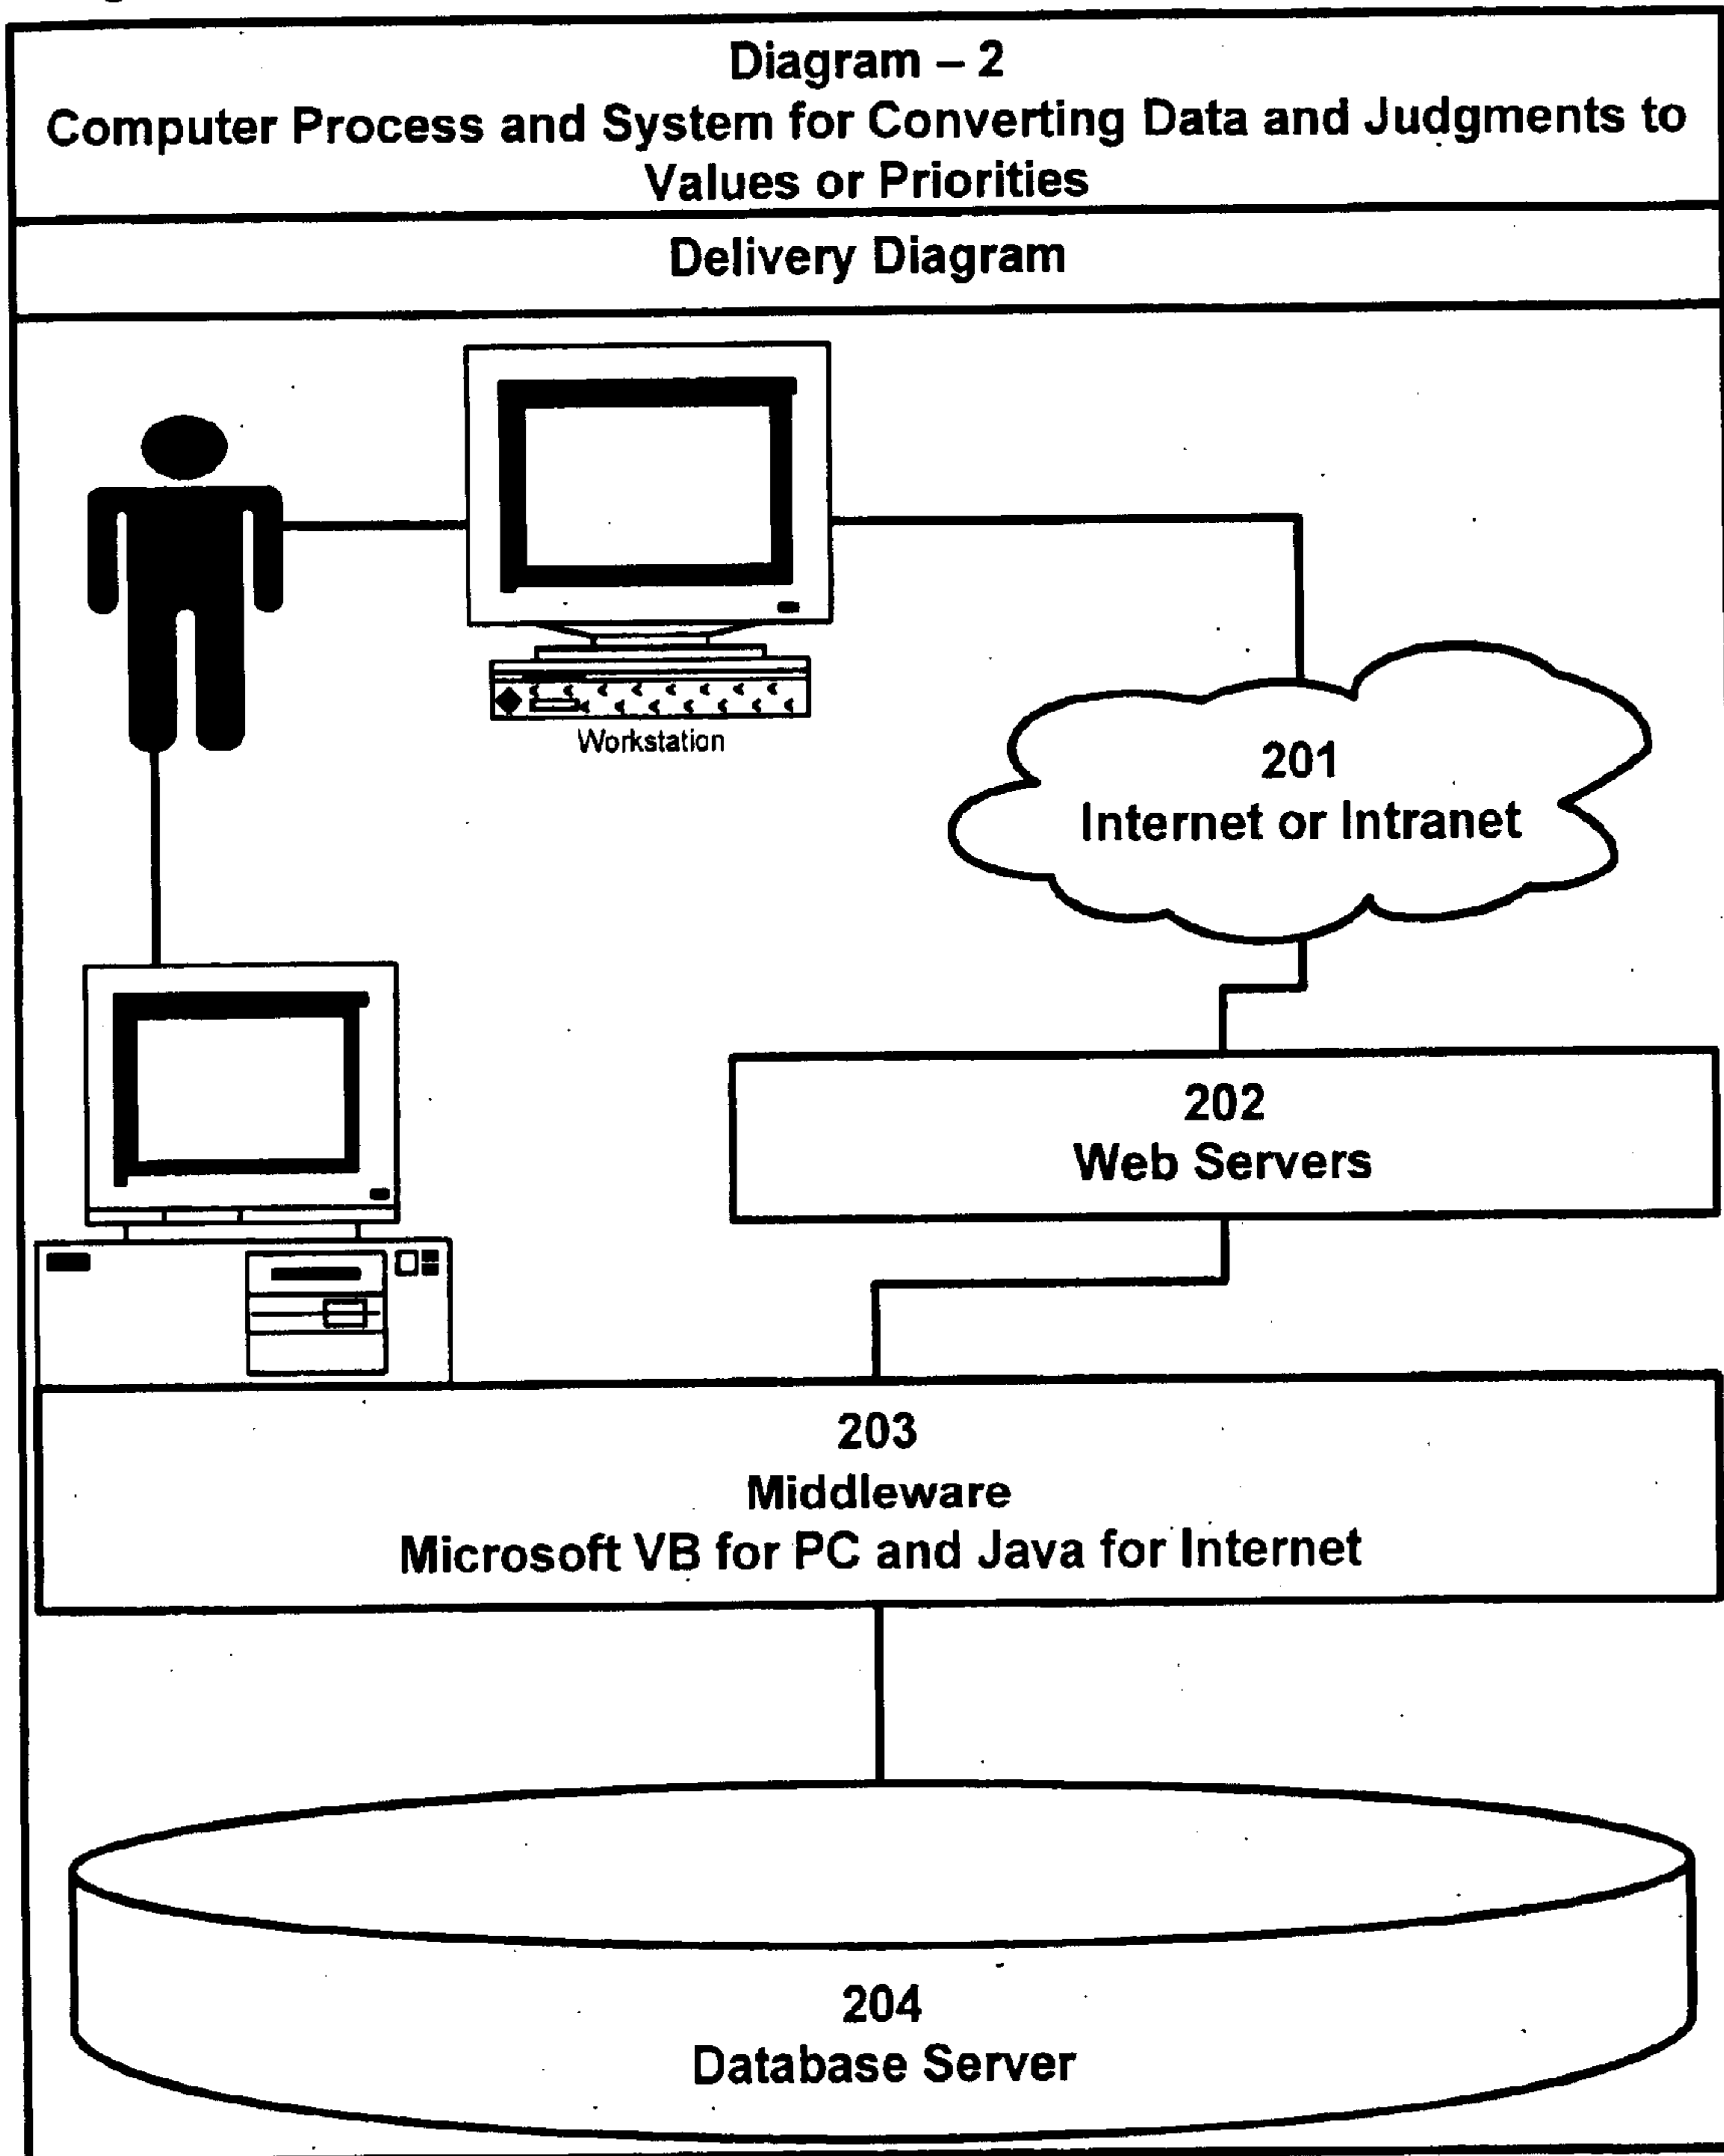 Diagram – 2
Computer Process and System for Converting Data and Judgments to
Values or Priorities
Delivery Diagram
Workstation
201
Internet or Intranet
202
Web Servers
203
Middleware
Microsoft VB for PC and Java for Internet
204
Database Server